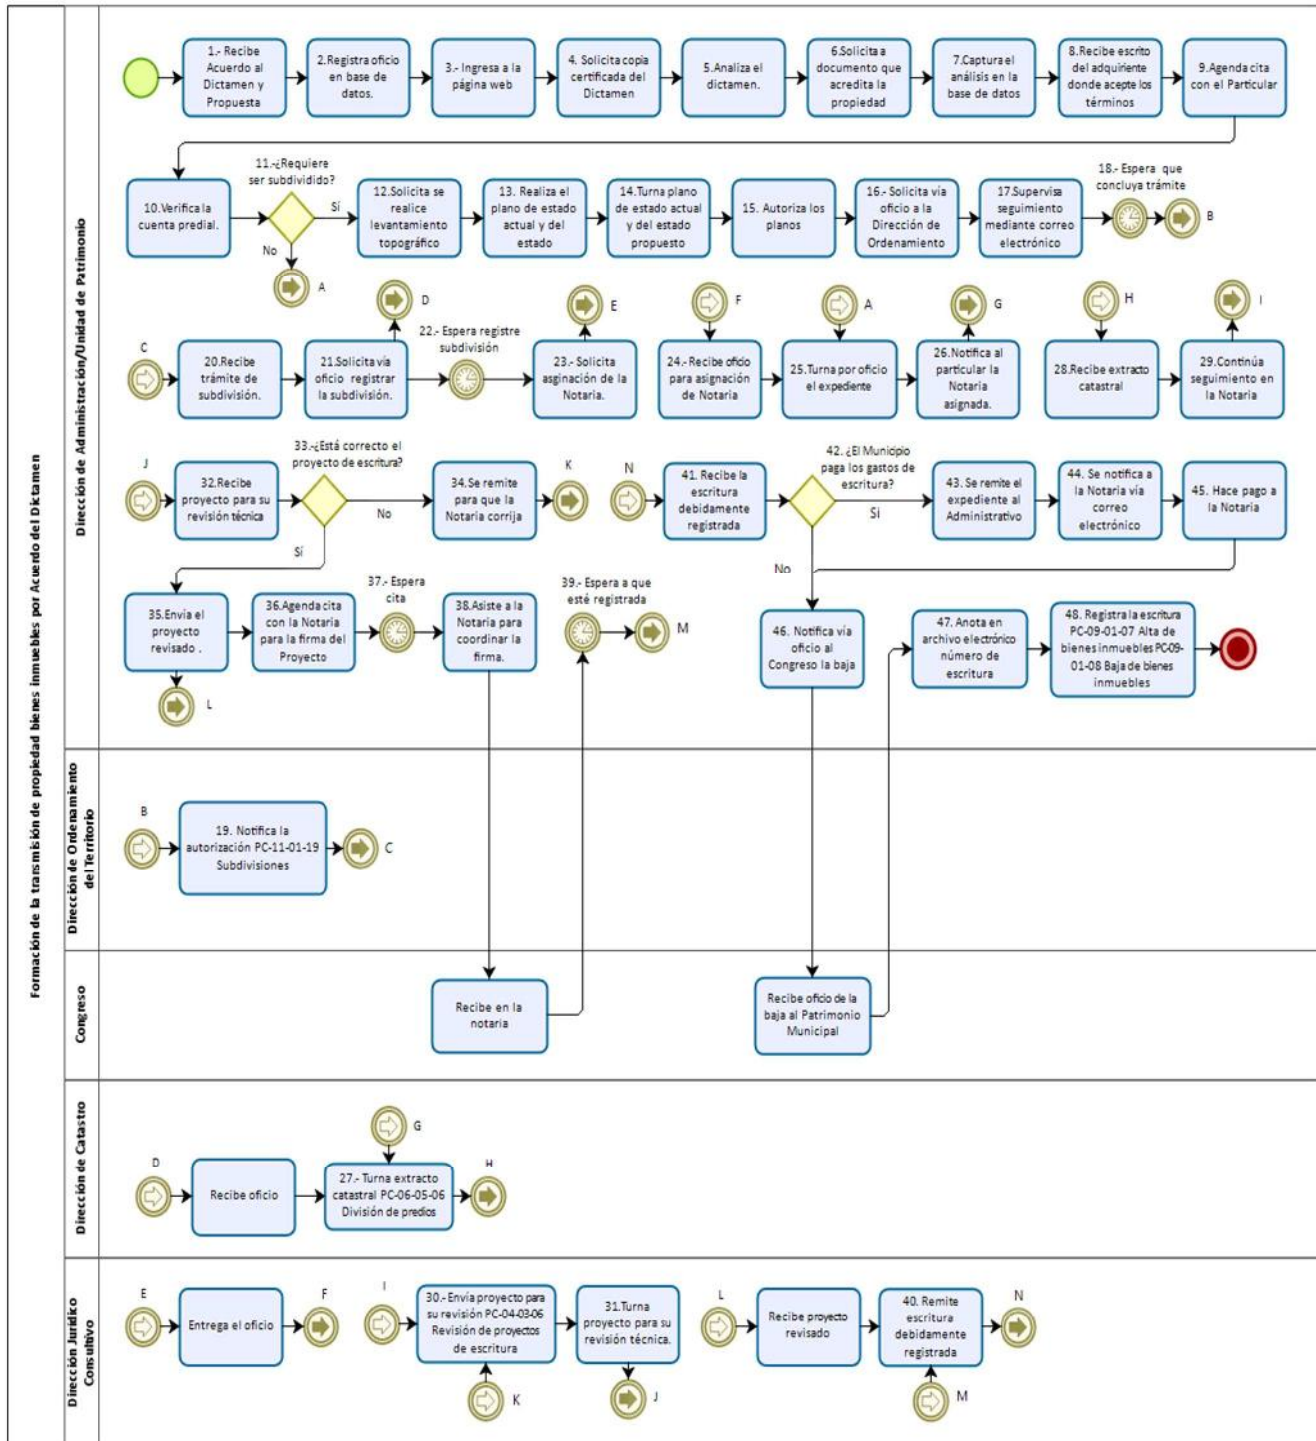 Formación de la transmisión de propiedad bienes inmuebles por Acuerdo del Dictamen
Dirección de Administración/Unidad de Patrimonio
1.- Recibe
Acuerdo al
Dictamen y
Propuesta
2.Registra oficio
en base de
datos.
3.- Ingresa a la
página web
4. Solicita copia
certificada del
Dictamen
5.Analiza el
dictamen.
6.Solicita a
documento que
acredita la
propiedad
7.Captura el
análisis en la
base de datos
8.Recibe escrito
del adquiriente
donde acepte los
términos
9.Agenda cita
con el Particular
10.Verifica la
cuenta predial.
11.-¿Requiere
ser subdividido?
Sí
No
A
12.Solicita se
realice
levantamiento
topográfico
13. Realiza el
plano de estado
actual y del
estado
14.Turna plano
de estado actual
y del estado
propuesto
15. Autoriza los
planos
16.- Solicita vía
oficio a la
Dirección de
Ordenamiento
17.Supervisa
seguimiento
mediante correo
electrónico
18.- Espera que
concluya trámite
B
C
20.Recibe
trámite de
subdivisión.
21.Solicita vía
oficio registrar
la subdivisión.
D
22.- Espera registre
subdivisión
23.- Solicita
asginación de la
Notaria.
E
F
24.- Recibe oficio
para asignación
de Notaria
A
25.Turna por oficio
el expediente
G
26.Notifica al
particular la
Notaria
asignada.
H
28.Recibe extracto
catastral
I
29.Continúa
seguimiento en
la Notaria
J
32.Recibe
proyecto para su
revisión técnica
33.-¿Está correcto el
proyecto de escritura?
No
Sí
34.Se remite
para que la
Notaria corrija
K
N
41. Recibe la
escritura
debidamente
registrada
42. ¿El Municipio
paga los gastos de
escritura?
Si
No
43. Se remite el
expediente al
Administrativo
44. Se notifica a
la Notaria vía
correo
electrónico
45. Hace pago a
la Notaria
35.Envía el
proyecto
revisado .
L
36.Agenda cita
con la Notaria
para la firma del
Proyecto
37.- Espera
cita
38.Asiste a la
Notaria para
coordinar la
firma.
39.- Espera a que
esté registrada
M
46. Notifica vía
oficio al
Congreso la baja
47. Anota en
archivo electrónico
número de
escritura
48. Registra la escritura
PC-09-01-07 Alta de
bienes inmuebles PC-09-
01-08 Baja de bienes
inmuebles
Dirección de Ordenamiento
del Territorio
B
19. Notifica la
autorización PC-11-01-19
Subdivisiones
C
Congreso
Recibe en la
notaria
Recibe oficio de la
baja al Patrimonio
Municipal
Dirección de Catastro
D
Recibe oficio
G
27.- Turna extracto
catastral PC-06-05-06
División de predios
H
Dirección Jurídico
Consultivo
E
Entrega el oficio
F
I
30.- Envía proyecto para
su revisión PC-04-03-06
Revisión de proyectos
de escritura
K
31.Turna
proyecto para su
revisión técnica.
J
L
Recibe proyecto
revisado
40. Remite
escritura
debidamente
registrada
M
N